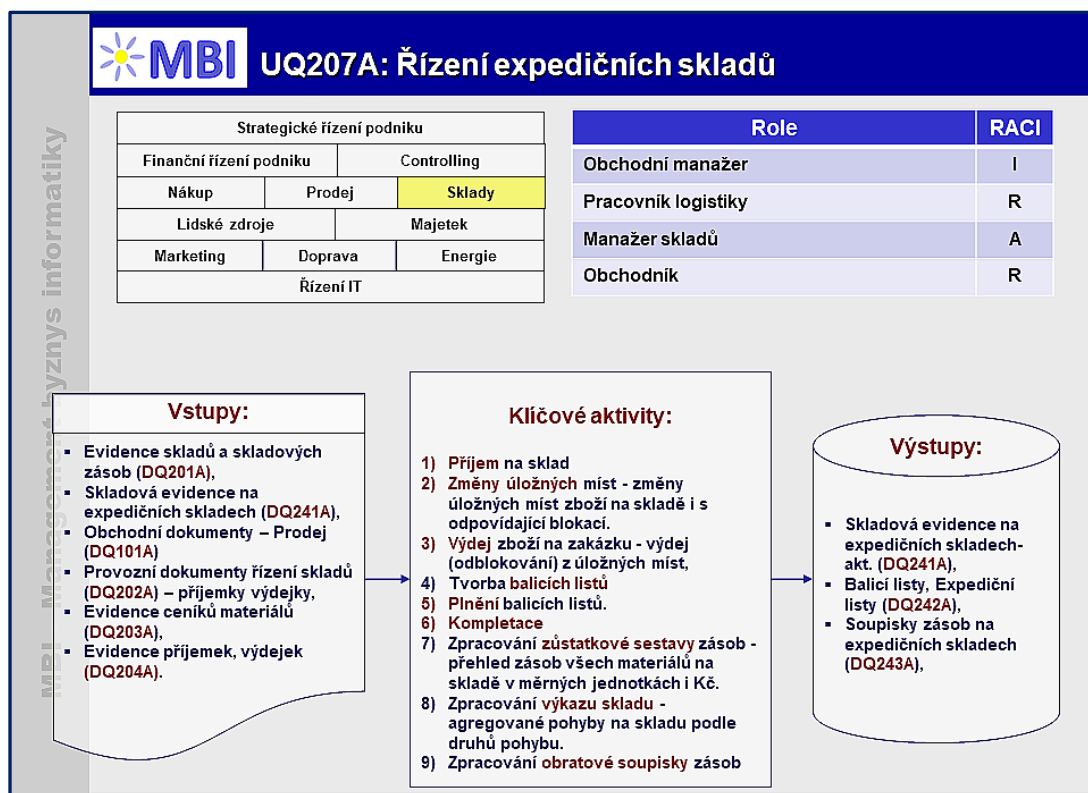 MBI
UQ207A: Řízení expedičních skladů
MBI - Management byznys informatiky
Strategické řízení podniku
Finanční řízení podniku
Controlling
Nákup
Prodej
Sklady
Lidské zdroje
Majetek
Marketing
Doprava
Energie
Řízení IT
Role RACI
Obchodní manažer I
Pracovník logistiky R
Manažer skladů A
Obchodník R
Vstupy:
▪ Evidence skladů a skladových
zásob (DQ201A),
▪ Skladová evidence na
expedičních skladech (DQ241A),
▪ Obchodní dokumenty – Prodej
(DQ101A)
▪ Provozní dokumenty řízení skladů
(DQ202A) – příjemky výdejky,
▪ Evidence ceníků materiálů
(DQ203A),
▪ Evidence příjemek, výdejek
(DQ204A).
Klíčové aktivity:
1) Příjem na sklad
2) Změny úložných míst - změny
úložných míst zboží na skladě i s
odpovídající blokací.
3) Výdej zboží na zakázku - výdej
(odblokování) z úložných míst,
4) Tvorba balicích listů
5) Plnění balicích listů.
6) Kompletace
7) Zpracování zůstatkové sestavy zásob -
přehled zásob všech materiálů na
skladě v měrných jednotkách i Kč.
8) Zpracování výkazu skladu -
agregované pohyby na skladu podle
druhů pohybu.
9) Zpracování obratové soupisky zásob
Výstupy:
▪ Skladová evidence na
expedičních skladech-
akt. (DQ241A),
▪ Balicí listy, Expediční
listy (DQ242A),
▪ Soupisky zásob na
expedičních skladech
(DQ243A),